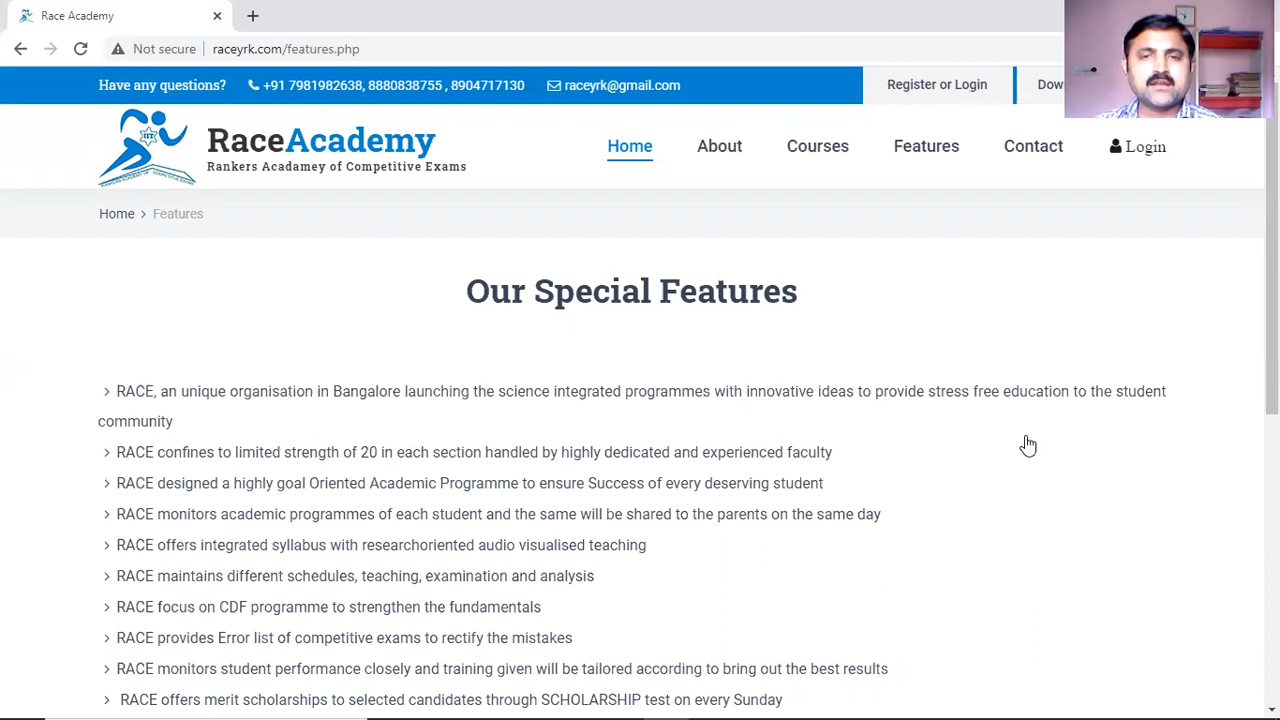 Race Academy
Not secure | raceyrk.com/features.php
Have any questions? +91 7981982638, 8880838755 , 8904717130 raceyrk@gmail.com Register or Login Dow
IIT
RaceAcademy
Rankers Acadamey of Competitive Exams
Home About Courses Features Contact Login
Home > Features
Our Special Features
> RACE, an unique organisation in Bangalore launching the science integrated programmes with innovative ideas to provide stress free education to the student
community
> RACE confines to limited strength of 20 in each section handled by highly dedicated and experienced faculty
> RACE designed a highly goal Oriented Academic Programme to ensure Success of every deserving student
> RACE monitors academic programmes of each student and the same will be shared to the parents on the same day
> RACE offers integrated syllabus with researchoriented audio visualised teaching
> RACE maintains different schedules, teaching, examination and analysis
> RACE focus on CDF programme to strengthen the fundamentals
> RACE provides Error list of competitive exams to rectify the mistakes
> RACE monitors student performance closely and training given will be tailored according to bring out the best results
> RACE offers merit scholarships to selected candidates through SCHOLARSHIP test on every Sunday